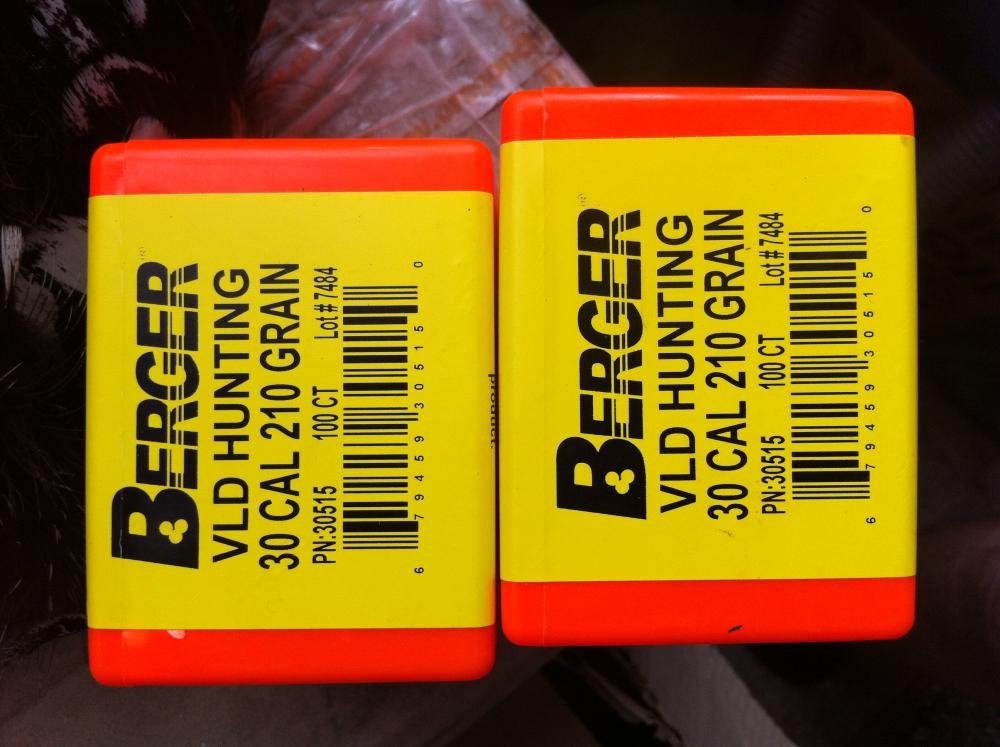 BERGER
VLD HUNTING
30 CAL 210 GRAIN
PN:30515 100 CT Lot # 7484
6 79459 30515 0
product.
BERGER
VLD HUNTING
30 CAL 210 GRAIN
PN:30515 100 CT Lot # 7484
6 79459 30515 0